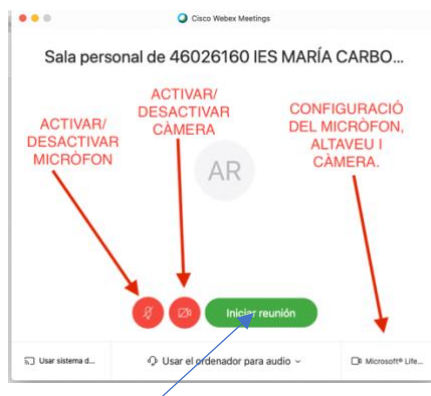 Cisco Webex Meetings
Sala personal de 46026160 IES MARÍA CARBO...
ACTIVAR/
DESACTIVAR
MICRÒFON
ACTIVAR/
DESACTIVAR
CÀMERA
CONFIGURACIÓ
DEL MICRÒFON,
ALTAVEU I
CÀMERA.
AR
Iniciar reunión
Usar sistema d...
Usar el ordenador para audio
Microsoft® Life...